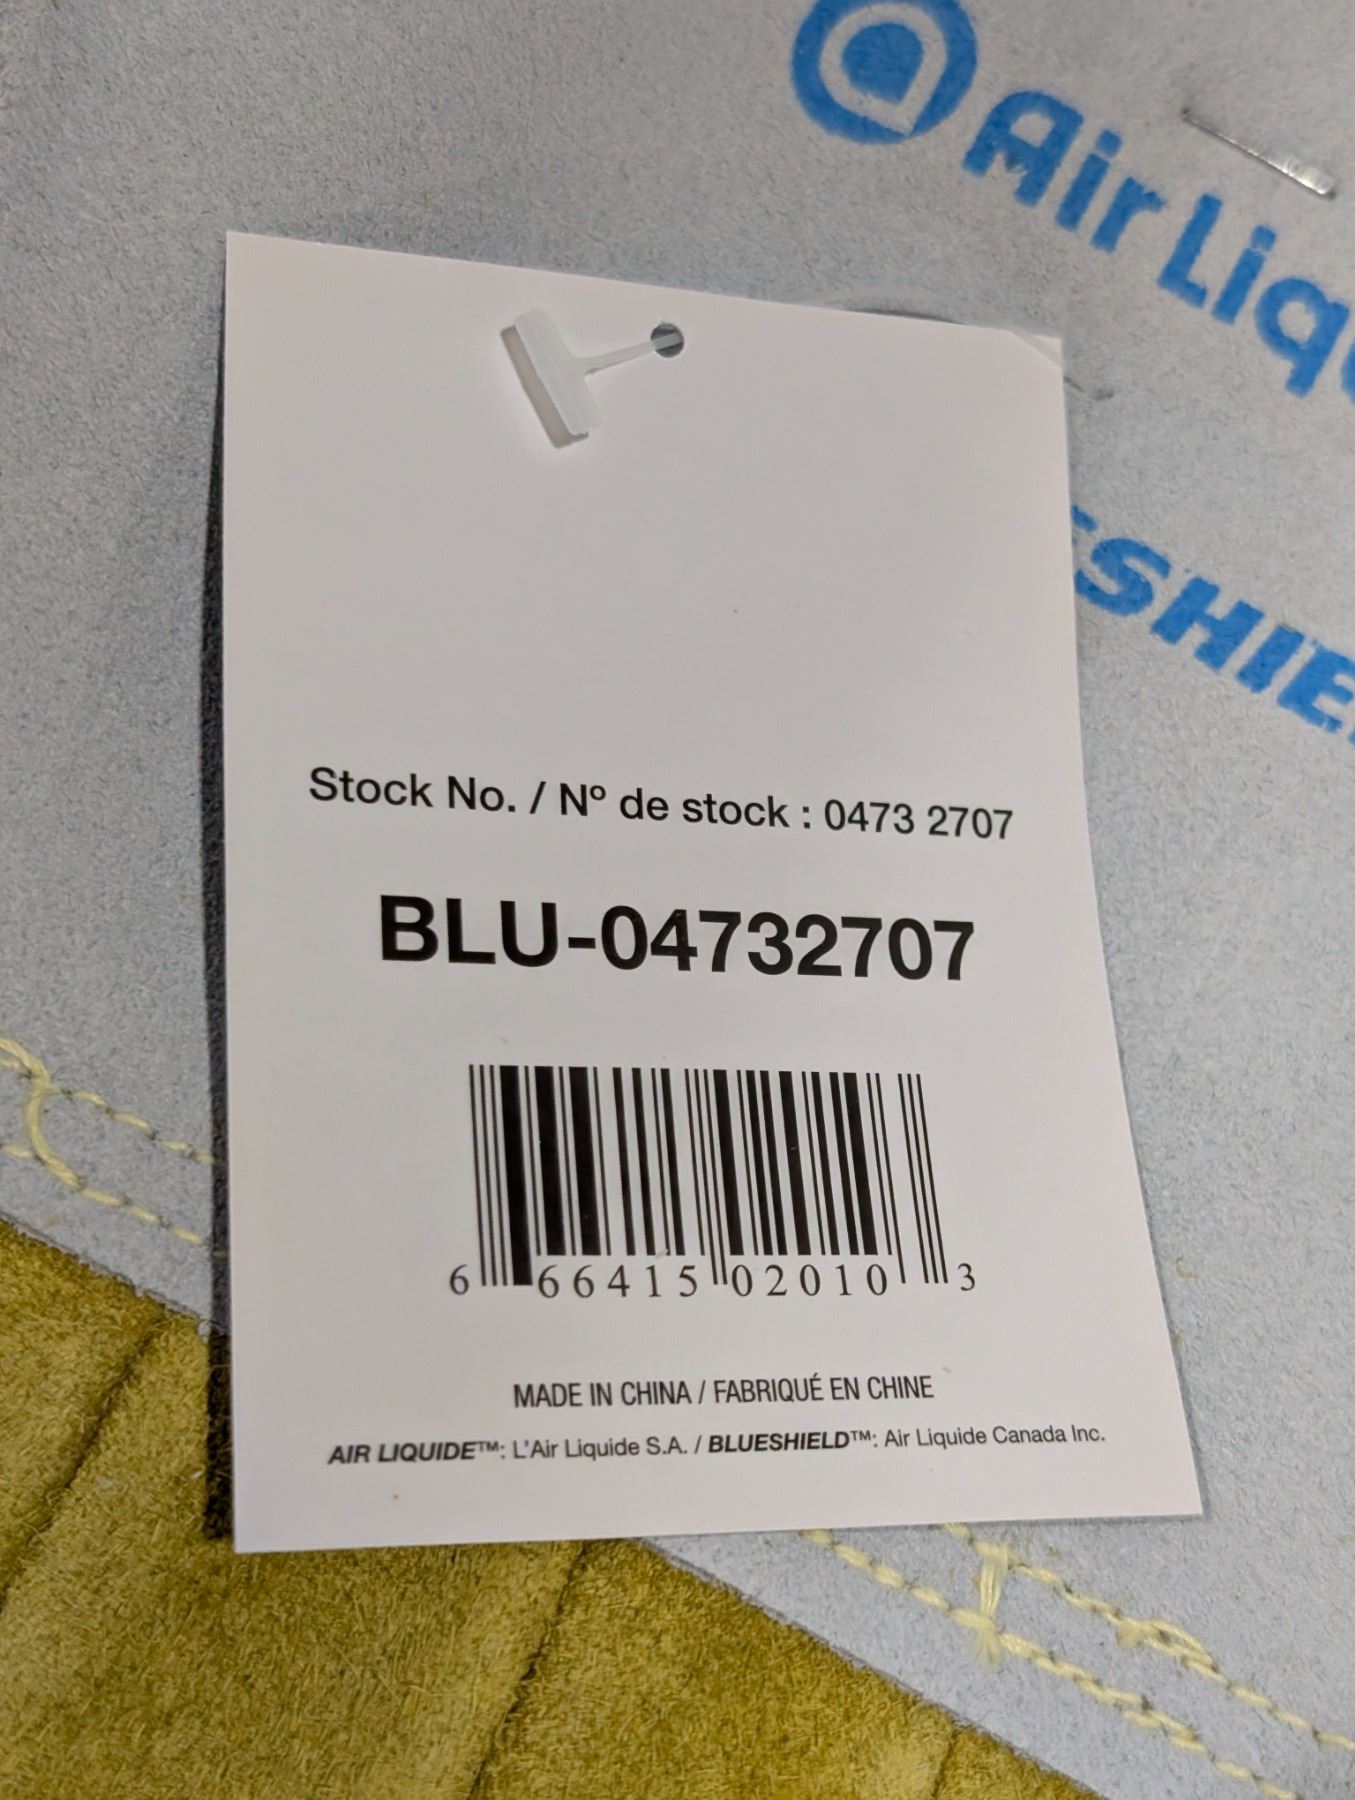 Air Liq
SHIE
Stock No. / Nº de stock : 0473 2707
BLU-04732707
6 66415 02010 3
MADE IN CHINA / FABRIQUÉ EN CHINE
AIR LIQUIDE™: L'Air Liquide S.A. / BLUESHIELD™: Air Liquide Canada Inc.